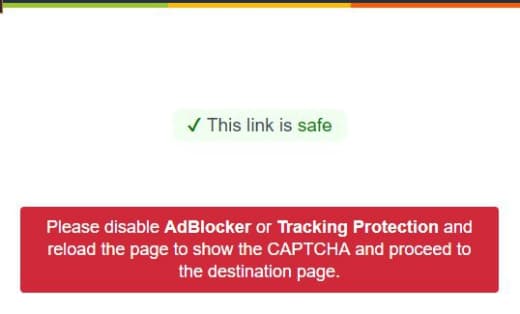 ✓ This link is safe
Please disable AdBlocker or Tracking Protection and
reload the page to show the CAPTCHA and proceed to
the destination page.